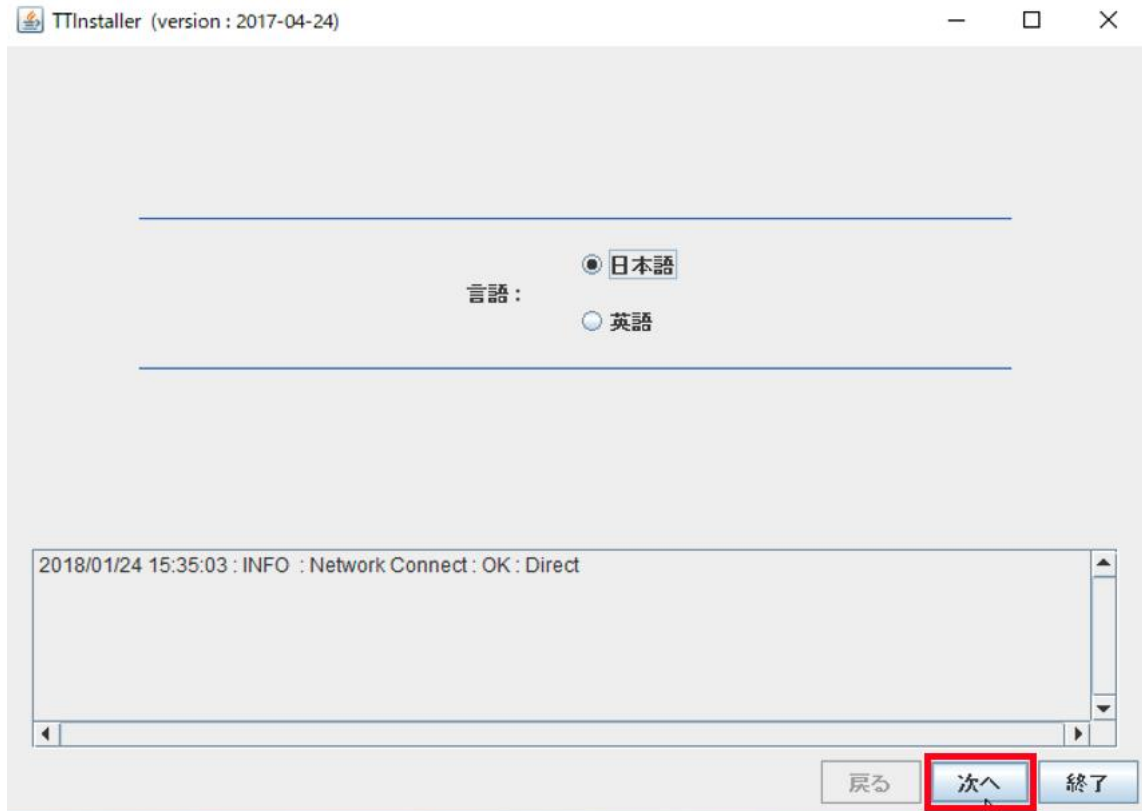 TTInstaller (version : 2017-04-24)
言語 :
日本語
英語
2018/01/24 15:35:03 : INFO : Network Connect : OK : Direct
戻る 次へ 終了